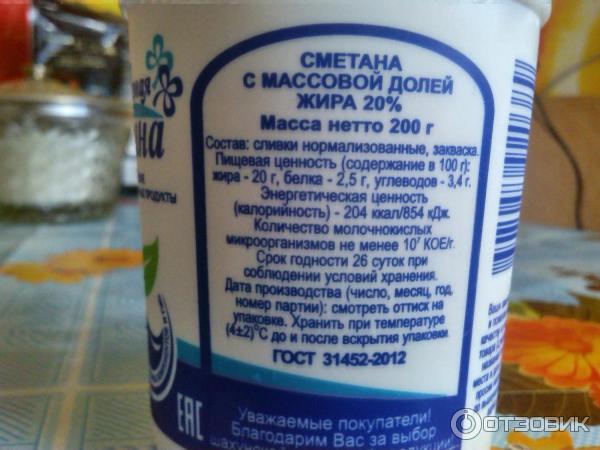 СМЕТАНА
С МАССОВОЙ ДОЛЕЙ
ЖИРА 20%
Масса нетто 200 г
Состав: сливки нормализованные, закваска.
Пищевая ценность (содержание в 100 г):
жира - 20 г, белка - 2,5 г, углеводов - 3,4 г.
Энергетическая ценность
(калорийность) - 204 ккал/854 кДж.
Количество молочнокислых
микроорганизмов не менее 10⁷ КОЕ/г.
Срок годности 26 суток при
соблюдении условий хранения.
Дата производства (число, месяц, год,
номер партии): смотреть оттиск на
упаковке. Хранить при температуре
(4±2)°С до и после вскрытия упаковки.
ГОСТ 31452-2012
ЕАС
Уважаемые покупатели!
Благодарим Вас за выбор
ПРОДУКТЫ
ОТЗОВИК